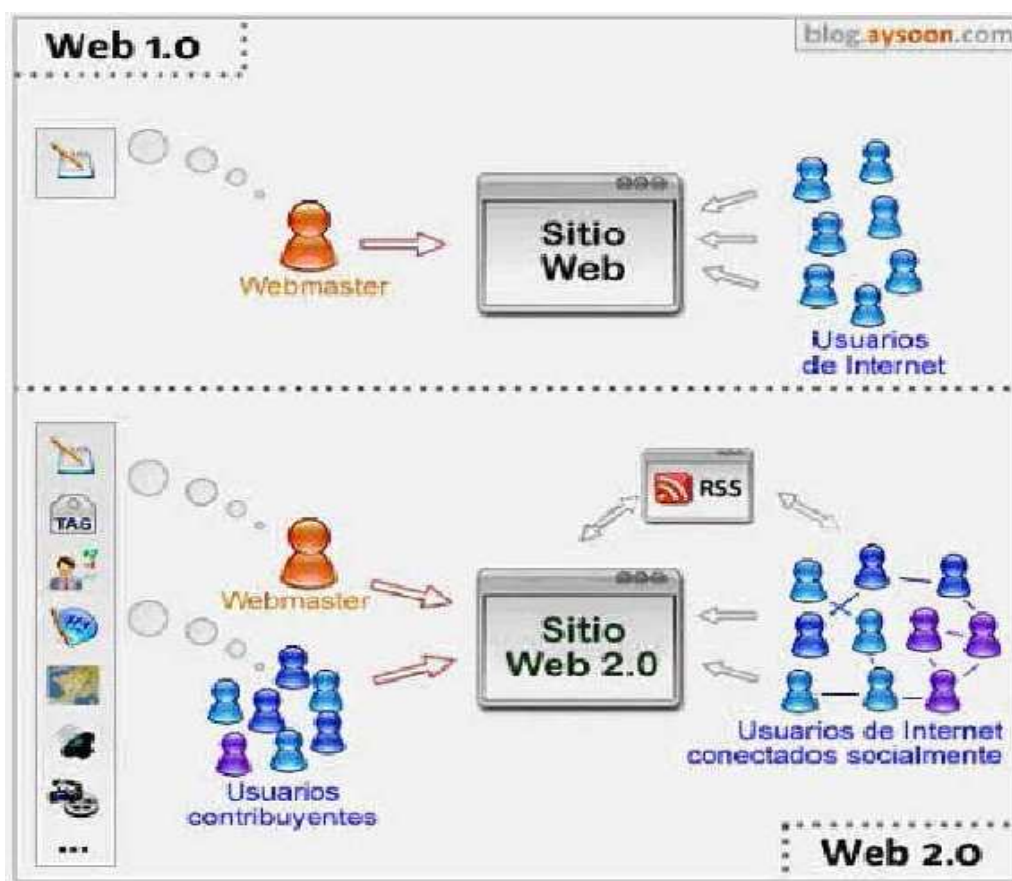 Web 1.0
blog.aysoon.com
Sitio
Web
Webmaster
Usuarios
de Internet
TAG
RSS
Webmaster
Sitio
Web 2.0
Usuarios
contribuyentes
Usuarios de Internet
conectados socialmente
...
Web 2.0